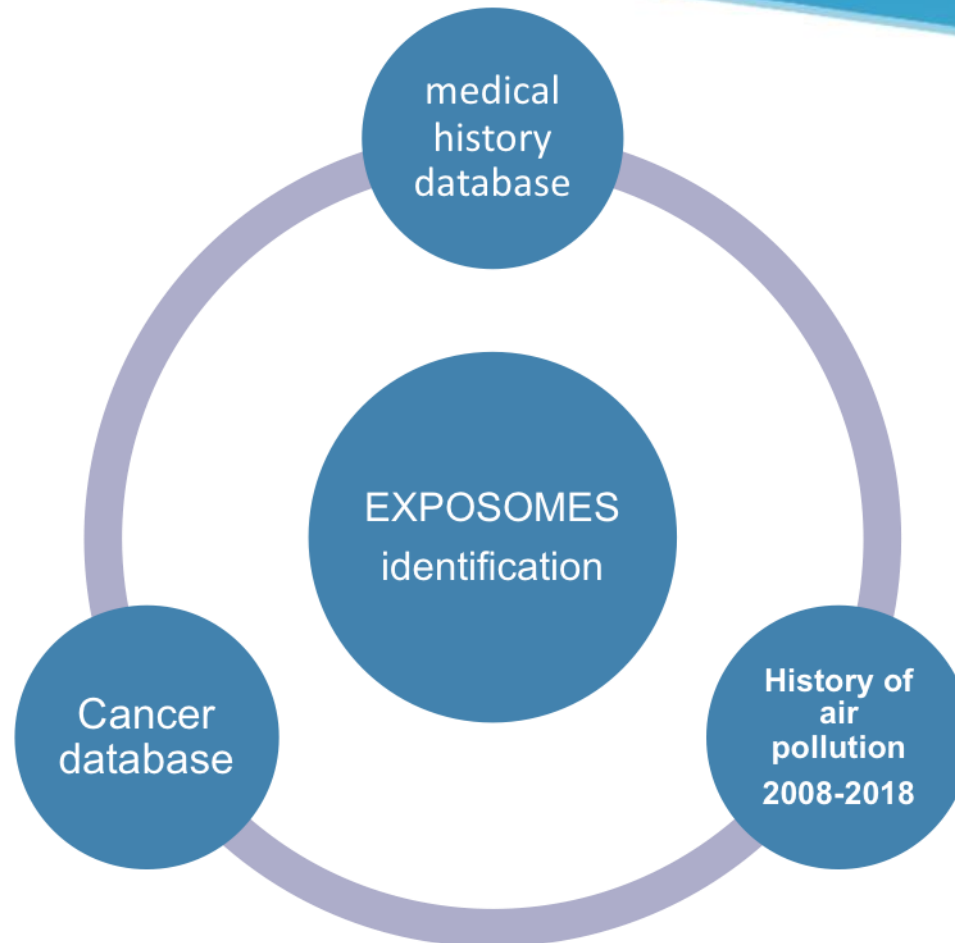 medical
history
database
EXPOSOMES
identification
Cancer
database
History of
air
pollution
2008-2018